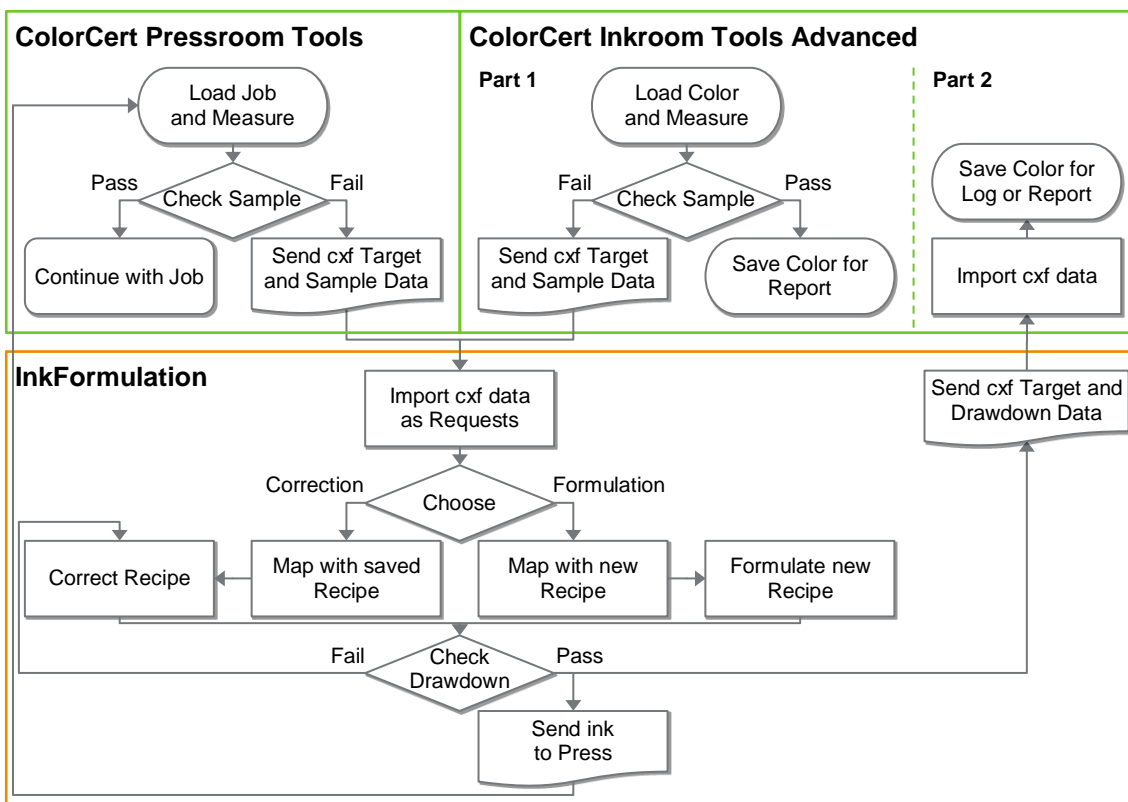 ColorCert Pressroom Tools
Load Job
and Measure
Pass
Fail
Check Sample
Continue with Job
Send cxf Target
and Sample Data
ColorCert Inkroom Tools Advanced
Part 1
Load Color
and Measure
Fail
Pass
Check Sample
Send cxf Target
and Sample Data
Save Color for
Report
Part 2
Save Color for
Log or Report
Import cxf data
InkFormulation
Import cxf data
as Requests
Send cxf Target and
Drawdown Data
Correction
Choose
Formulation
Correct Recipe
Map with saved
Recipe
Map with new
Recipe
Formulate new
Recipe
Fail
Check
Drawdown
Pass
Send ink
to Press